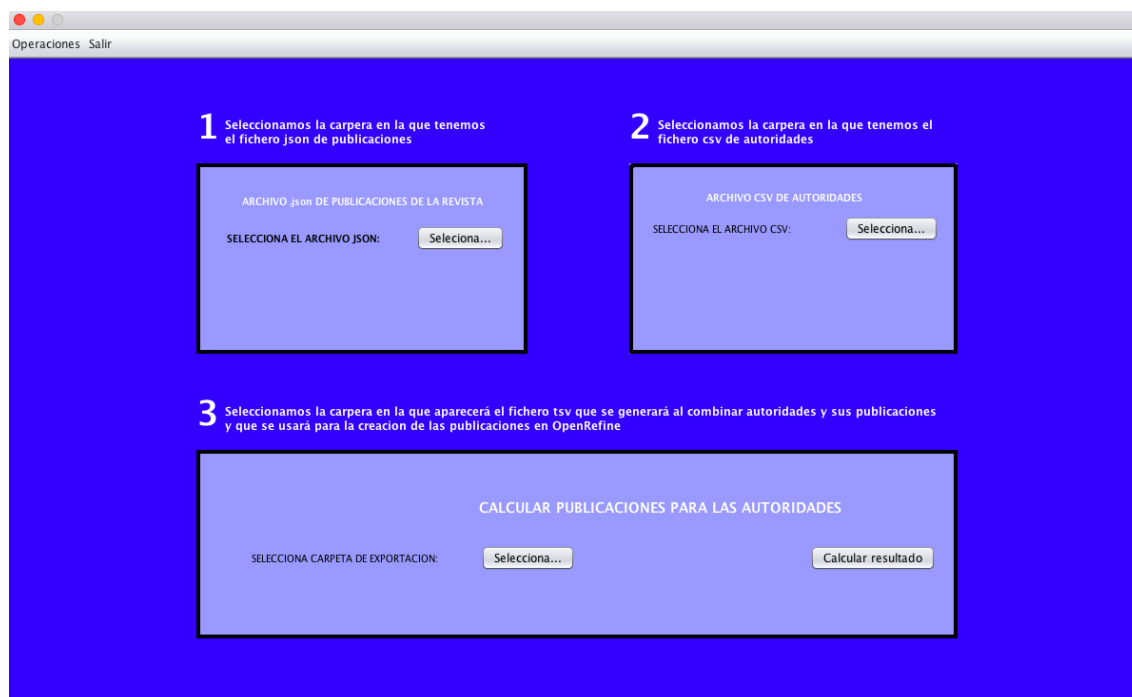 Operaciones Salir
1 Seleccionamos la carpera en la que tenemos
el fichero json de publicaciones
ARCHIVO .json DE PUBLICACIONES DE LA REVISTA
SELECCIONA EL ARCHIVO JSON: Seleciona...
2 Seleccionamos la carpera en la que tenemos el
fichero csv de autoridades
ARCHIVO CSV DE AUTORIDADES
SELECCIONA EL ARCHIVO CSV: Selecciona...
3 Seleccionamos la carpera en la que aparecerá el fichero tsv que se generará al combinar autoridades y sus publicaciones
y que se usará para la creacion de las publicaciones en OpenRefine
CALCULAR PUBLICACIONES PARA LAS AUTORIDADES
SELECCIONA CARPETA DE EXPORTACION: Selecciona... Calcular resultado